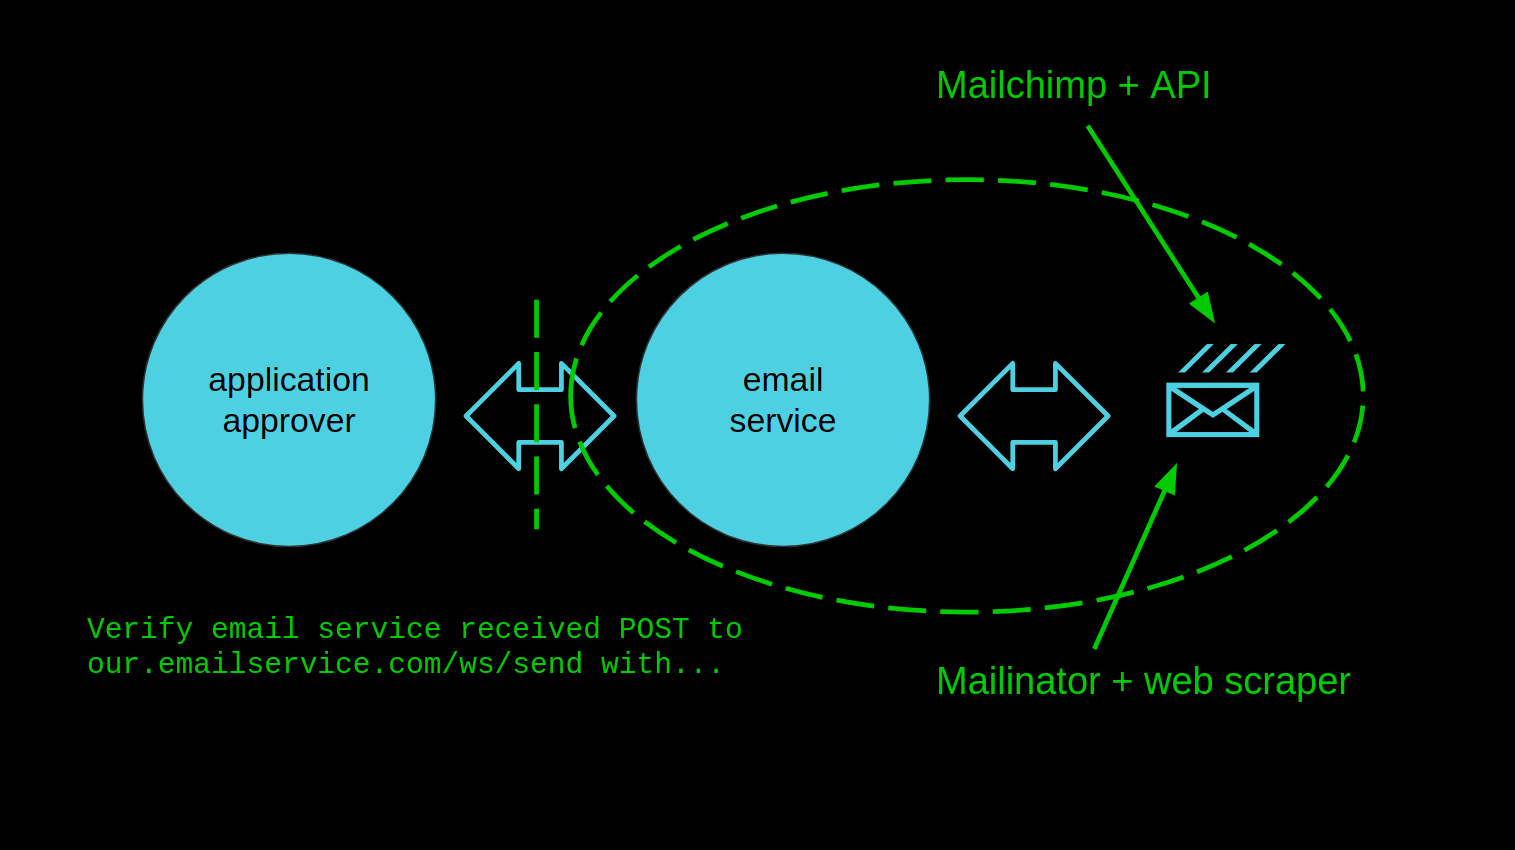 Mailchimp + API
application
approver
email
service
Verify email service received POST to
our.emailservice.com/ws/send with...
Mailinator + web scraper